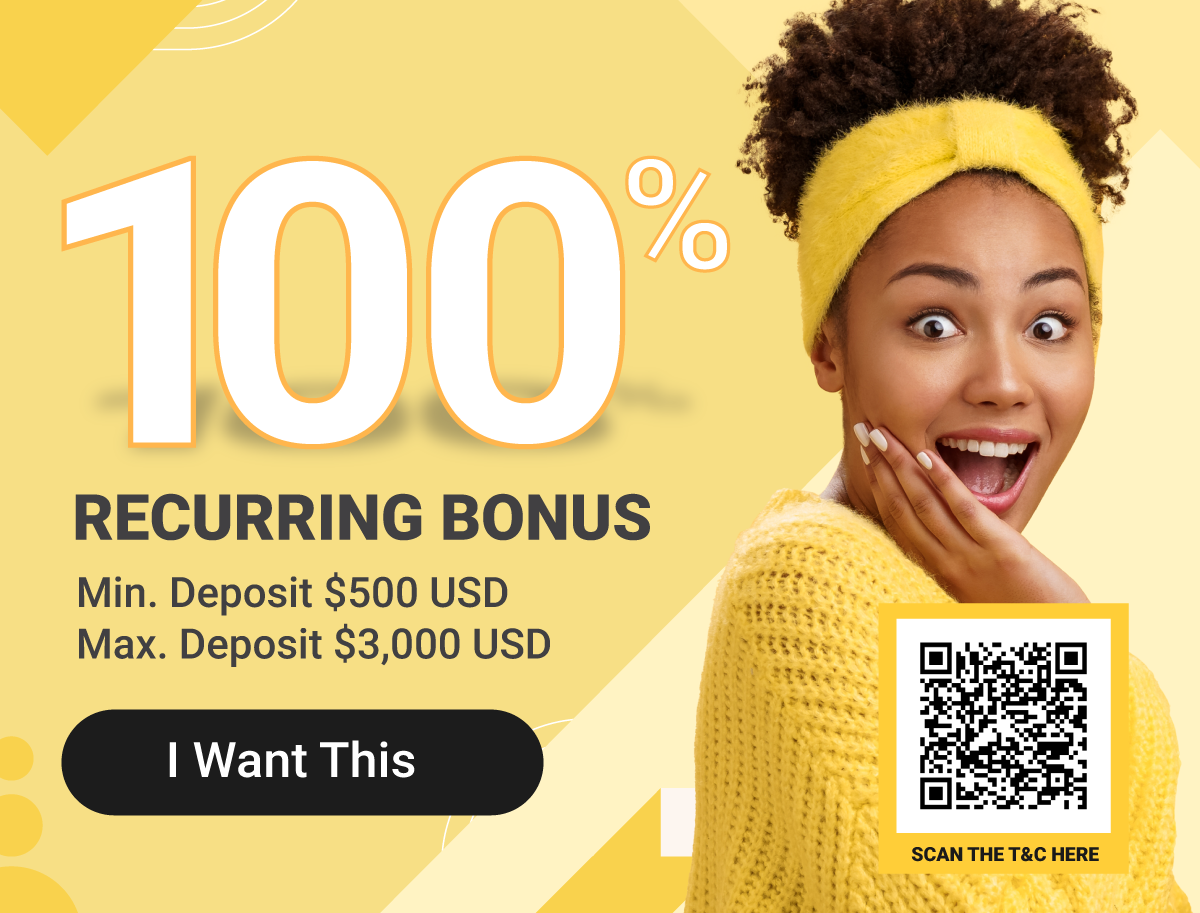 100%
RECURRING BONUS
Min. Deposit $500 USD
Max. Deposit $3,000 USD
I Want This
SCAN THE T&C HERE